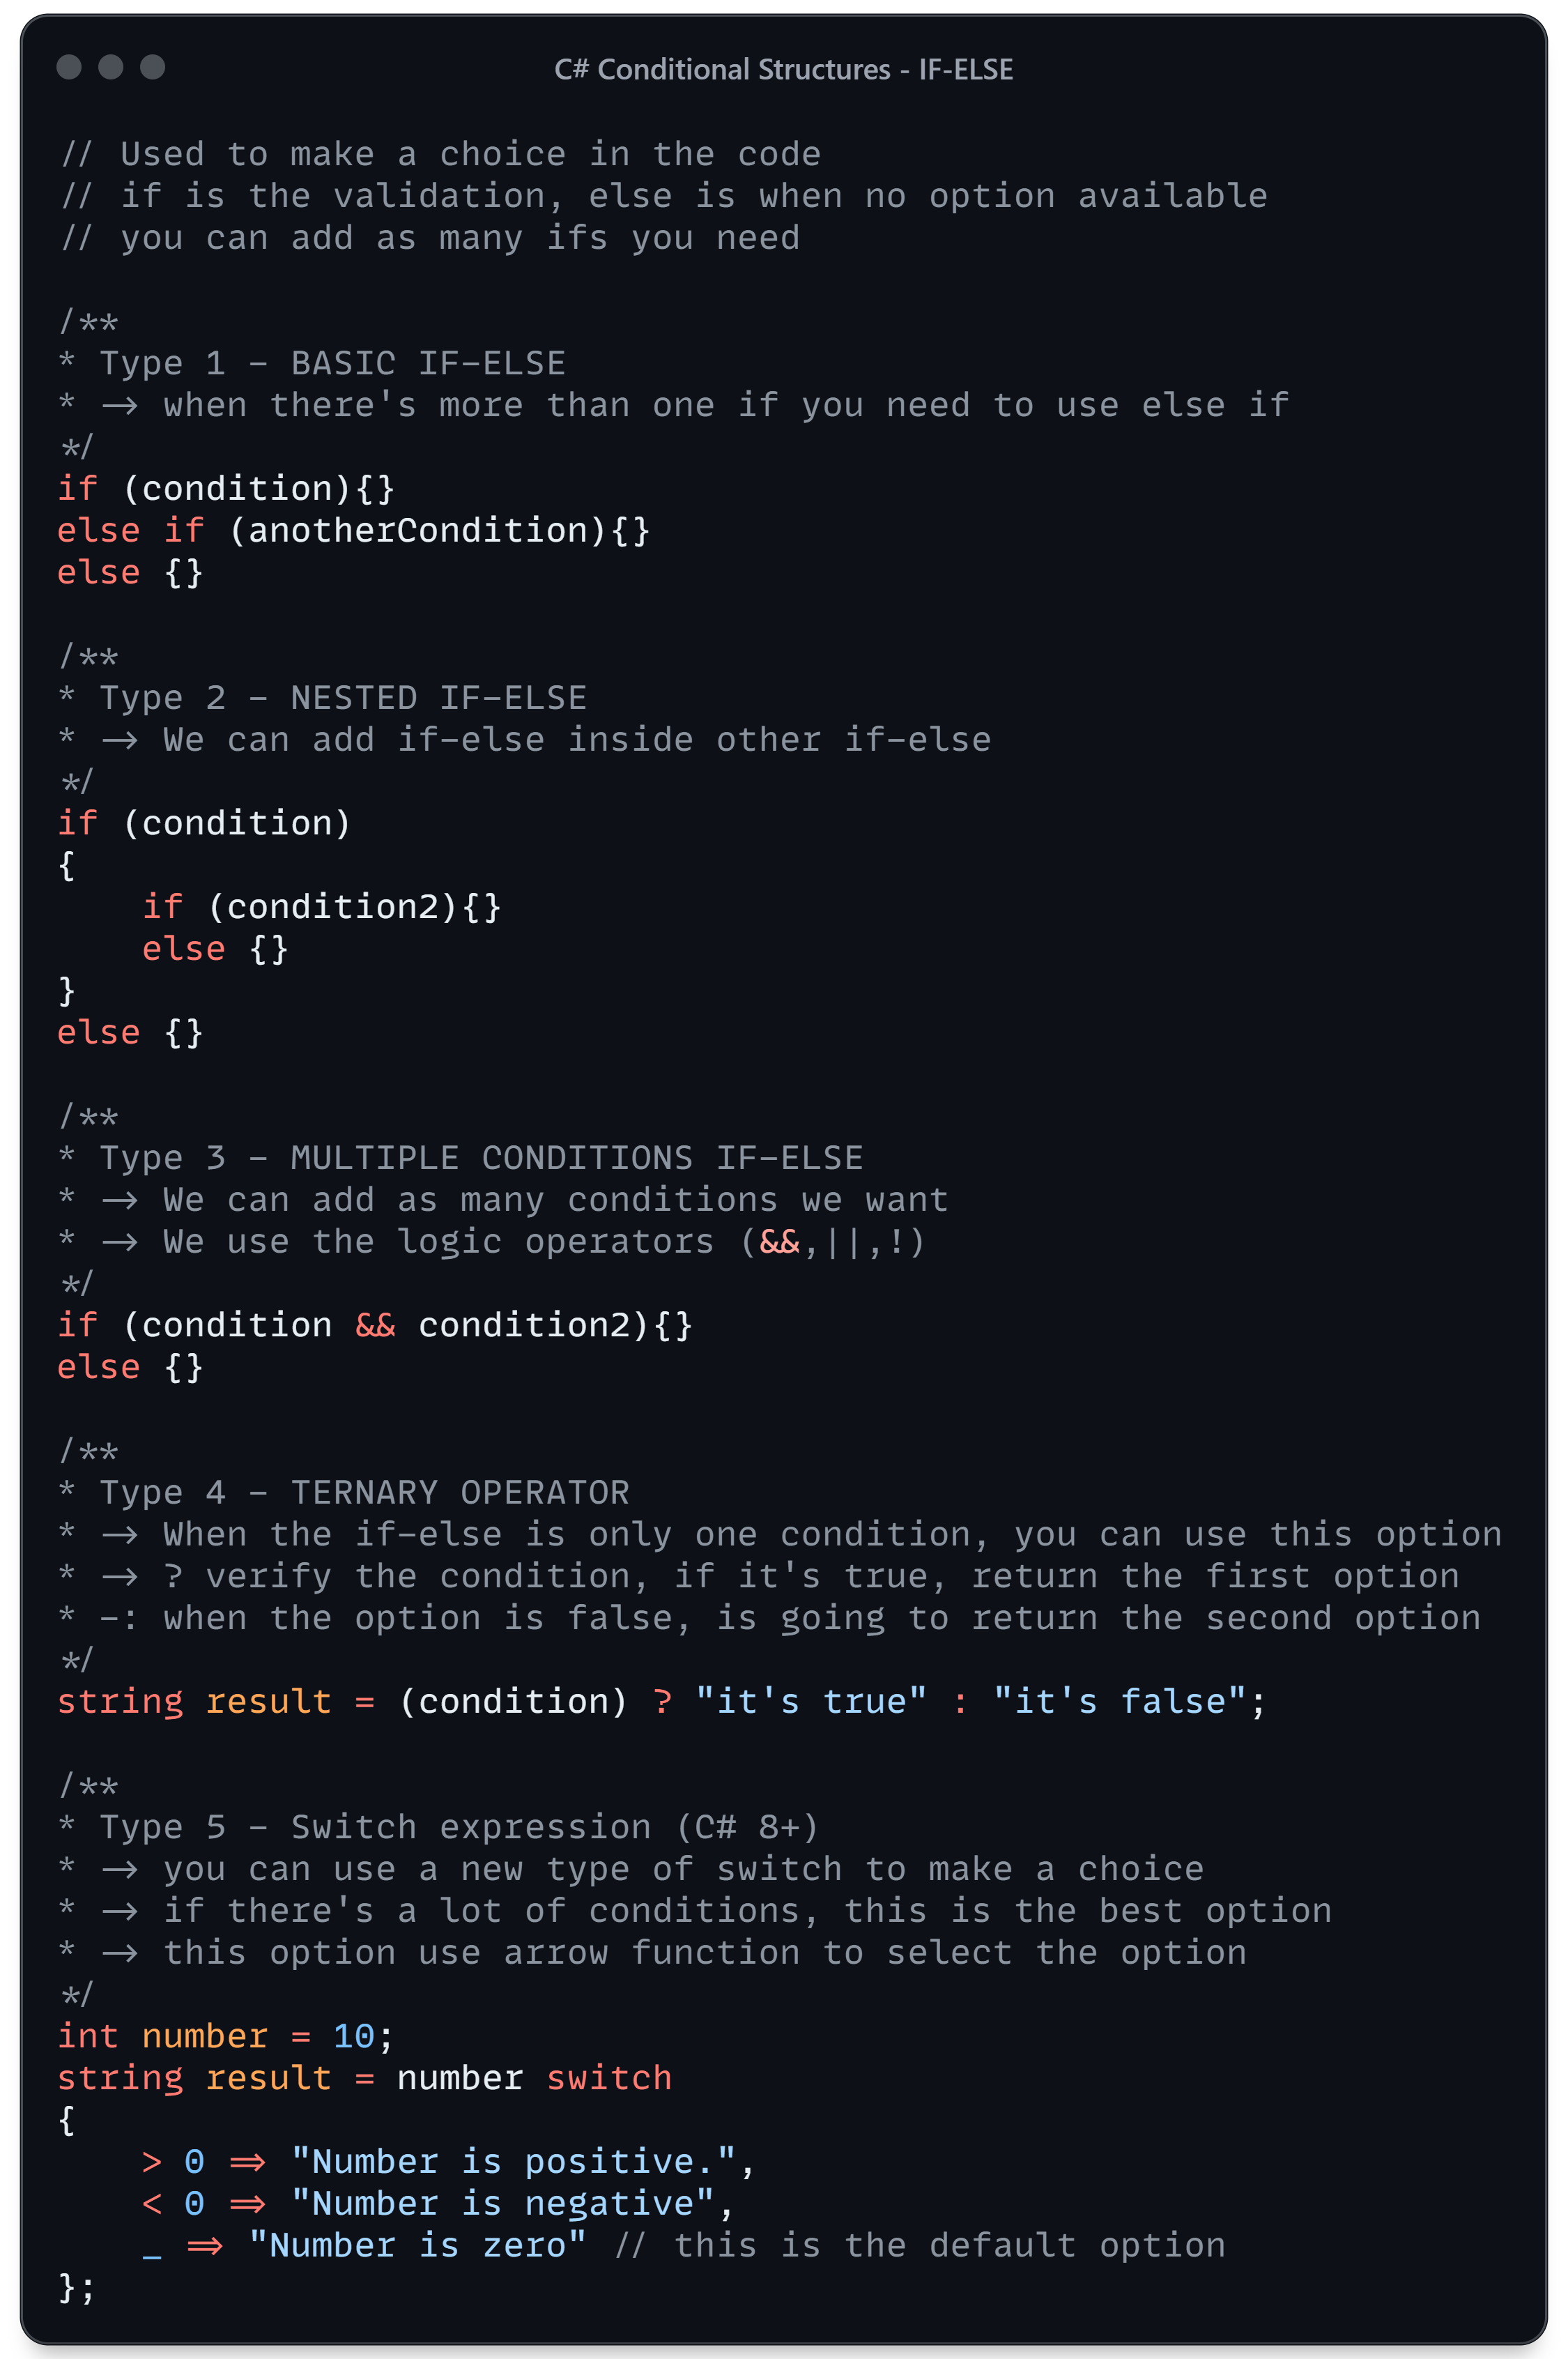 C# Conditional Structures - IF-ELSE
// Used to make a choice in the code
// if is the validation, else is when no option available
// you can add as many ifs you need
/**
* Type 1 - BASIC IF-ELSE
* -> when there's more than one if you need to use else if
*/
if (condition){}
else if (anotherCondition){}
else {}
/**
* Type 2 - NESTED IF-ELSE
* -> We can add if-else inside other if-else
*/
if (condition)
{
    if (condition2){}
    else {}
}
else {}
/**
* Type 3 - MULTIPLE CONDITIONS IF-ELSE
* -> We can add as many conditions we want
* -> We use the logic operators (&&,||,!)
*/
if (condition && condition2){}
else {}
/**
* Type 4 - TERNARY OPERATOR
* -> When the if-else is only one condition, you can use this option
* -> ? verify the condition, if it's true, return the first option
* -: when the option is false, is going to return the second option
*/
string result = (condition) ? "it's true" : "it's false";
/**
* Type 5 - Switch expression (C# 8+)
* -> you can use a new type of switch to make a choice
* -> if there's a lot of conditions, this is the best option
* -> this option use arrow function to select the option
*/
int number = 10;
string result = number switch
{
    > 0 => "Number is positive.",
    < 0 => "Number is negative",
    _ => "Number is zero" // this is the default option
};